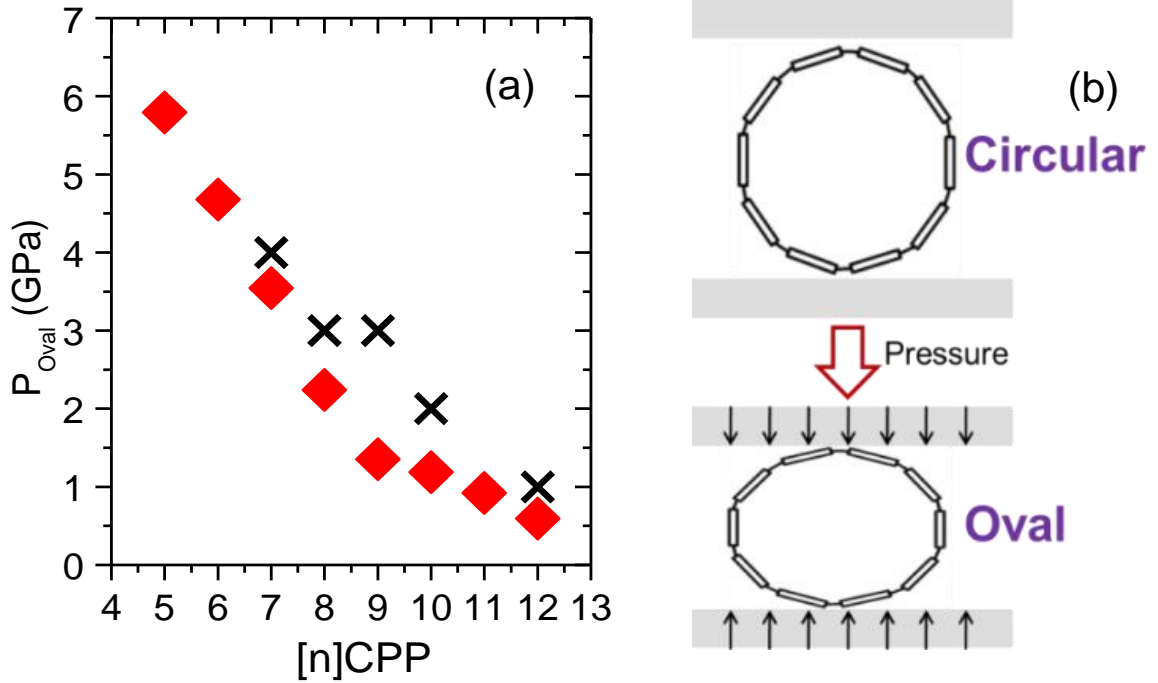 7
6
5
4
3
2
1
0
P_Oval (GPa)
(a)
4 5 6 7 8 9 10 11 12 13
[n]CPP
(b)
Circular
Pressure
Oval